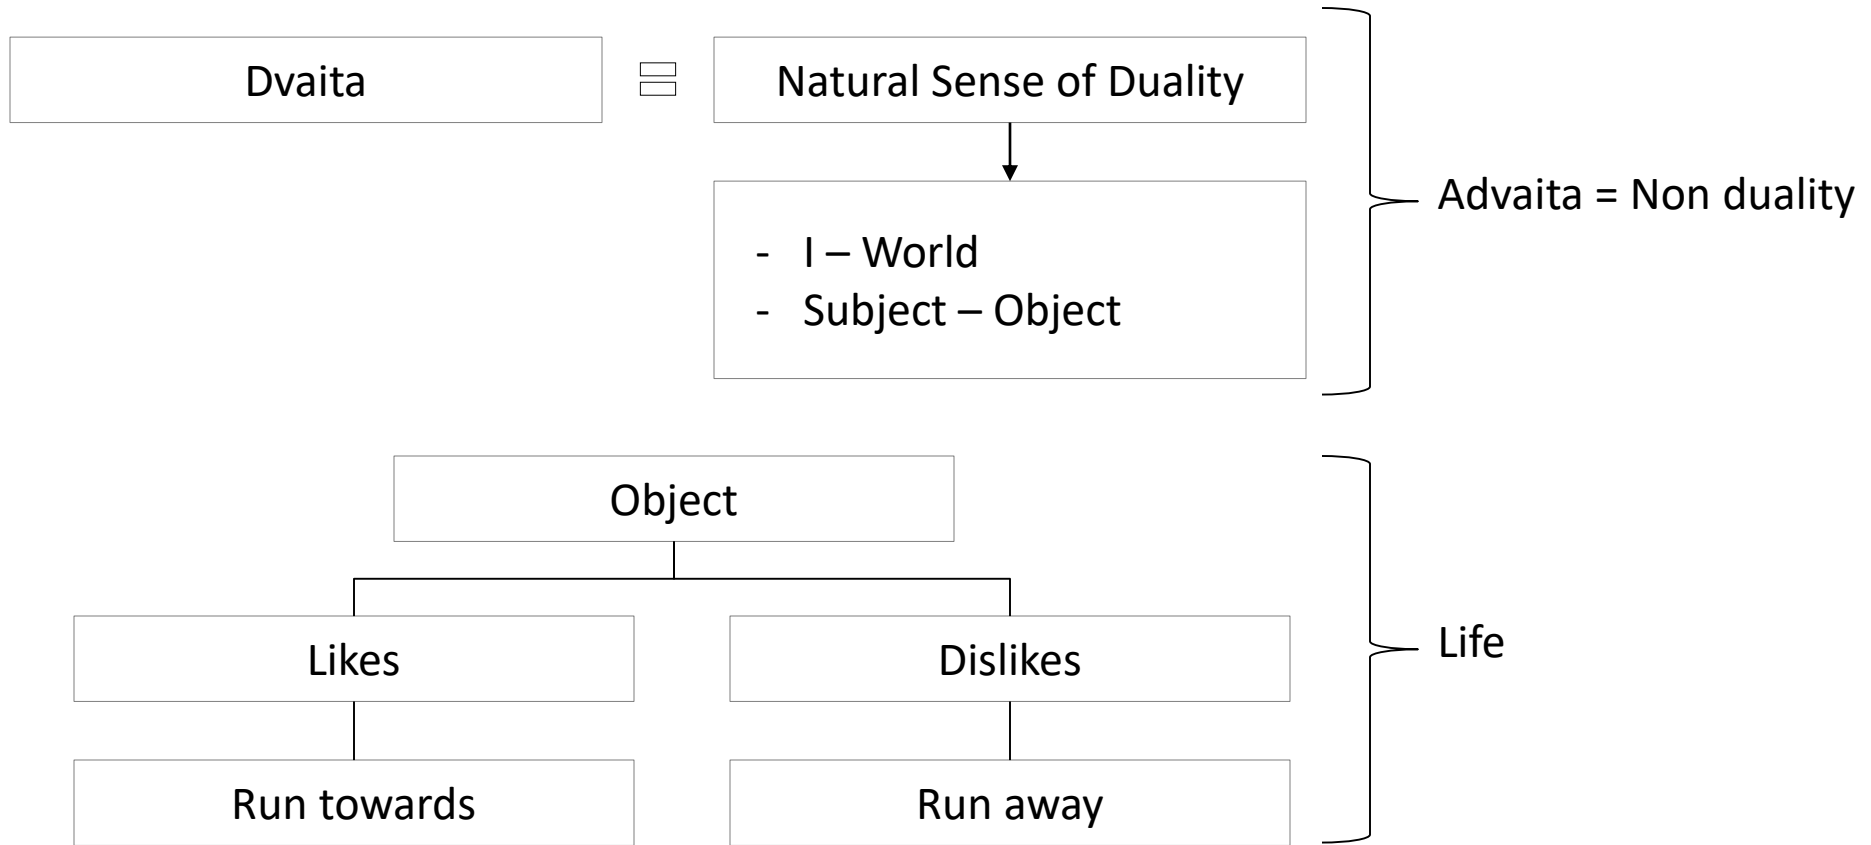 Dvaita = Natural Sense of Duality
- I – World
- Subject – Object
Advaita = Non duality
Object
Likes Dislikes
Run towards Run away
Life